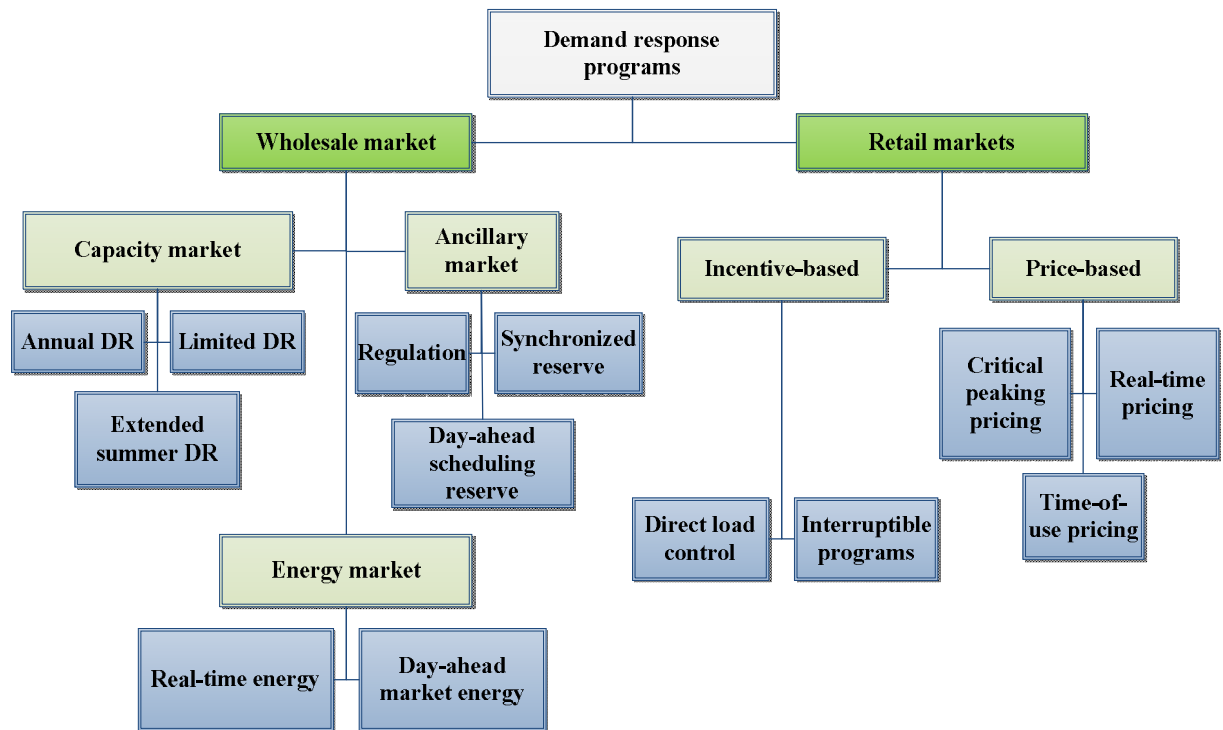 Demand response
programs
Wholesale market
Retail markets
Capacity market
Ancillary
market
Incentive-based
Price-based
Annual DR
Limited DR
Extended
summer DR
Regulation
Synchronized
reserve
Day-ahead
scheduling
reserve
Critical
peaking
pricing
Real-time
pricing
Time-of-
use pricing
Direct load
control
Interruptible
programs
Energy market
Real-time energy
Day-ahead
market energy